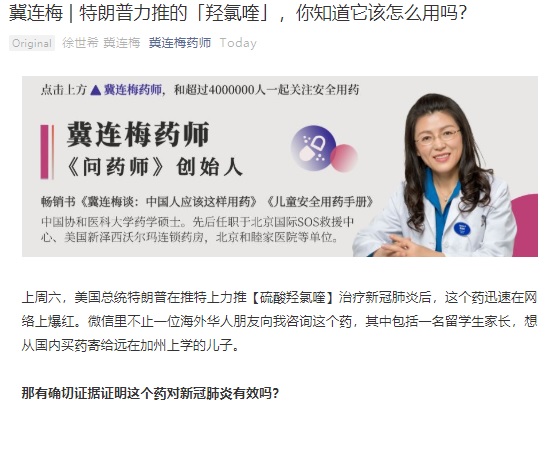 冀连梅 | 特朗普力推的「羟氯喹」，你知道它该怎么用吗？
Original 徐世希 冀连梅 冀连梅药师 Today
点击上方▲冀连梅药师，和超过4000000人一起关注安全用药
冀连梅药师
《问药师》创始人
畅销书《冀连梅谈：中国人应该这样用药》《儿童安全用药手册》
中国协和医科大学药学硕士。先后任职于北京国际SOS救援中
心、美国新泽西沃尔玛连锁药房，北京和睦家医院等单位。
上周六，美国总统特朗普在推特上力推【硫酸羟氯喹】治疗新冠肺炎后，这个药迅速在网
络上爆红。微信里不止一位海外华人朋友向我咨询这个药，其中包括一名留学生家长，想
从国内买药寄给远在加州上学的儿子。
那有确切证据证明这个药对新冠肺炎有效吗？